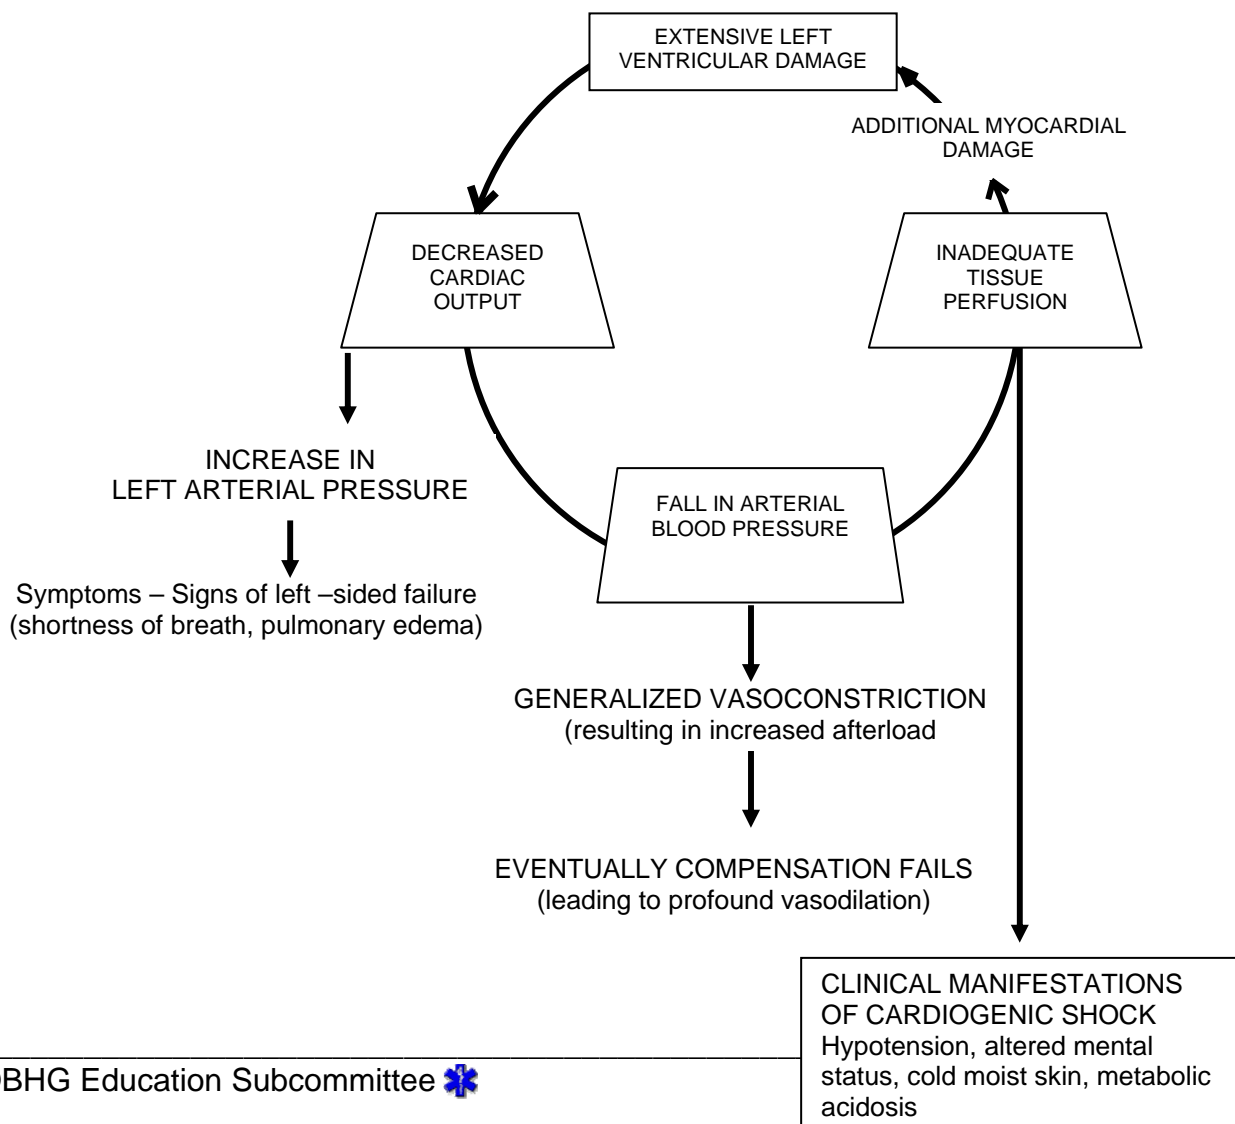 EXTENSIVE LEFT
VENTRICULAR DAMAGE
ADDITIONAL MYOCARDIAL
DAMAGE
DECREASED
CARDIAC
OUTPUT
INADEQUATE
TISSUE
PERFUSION
INCREASE IN
LEFT ARTERIAL PRESSURE
FALL IN ARTERIAL
BLOOD PRESSURE
Symptoms – Signs of left –sided failure
(shortness of breath, pulmonary edema)
GENERALIZED VASOCONSTRICTION
(resulting in increased afterload
EVENTUALLY COMPENSATION FAILS
(leading to profound vasodilation)
CLINICAL MANIFESTATIONS
OF CARDIOGENIC SHOCK
Hypotension, altered mental
status, cold moist skin, metabolic
acidosis
BHG Education Subcommittee